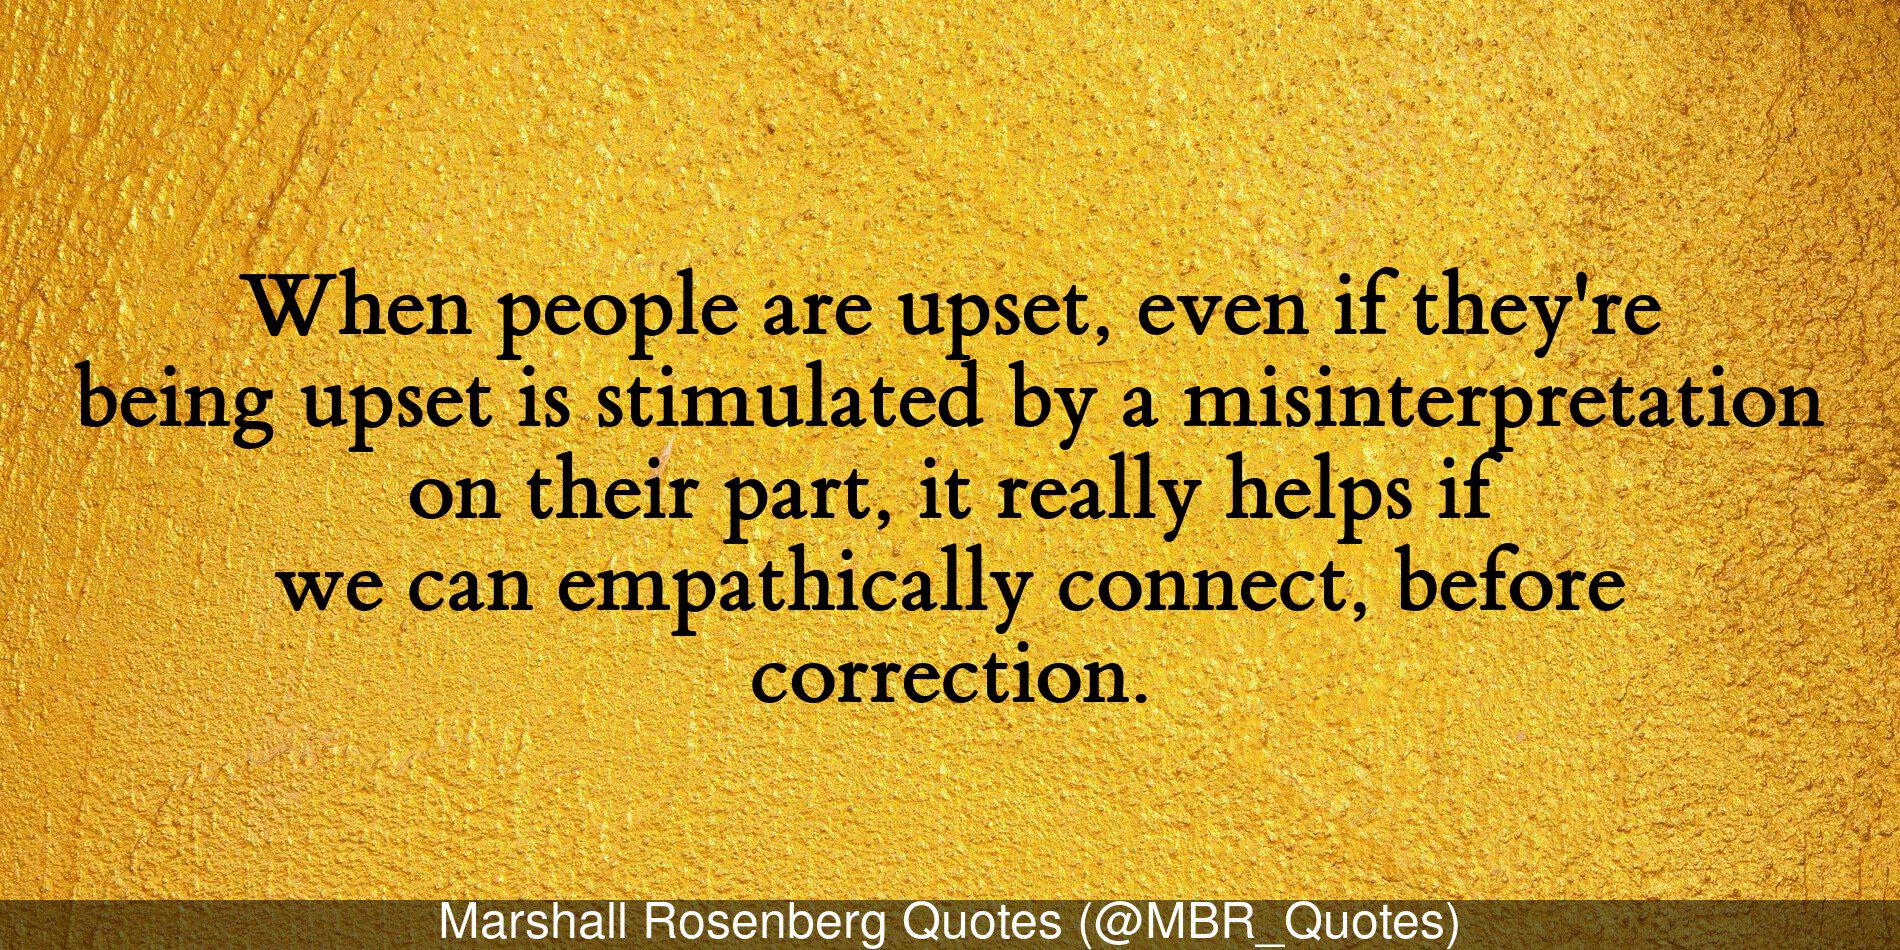 When people are upset, even if they're
being upset is stimulated by a misinterpretation
on their part, it really helps if
we can empathically connect, before
correction.
Marshall Rosenberg Quotes (@MBR_Quotes)